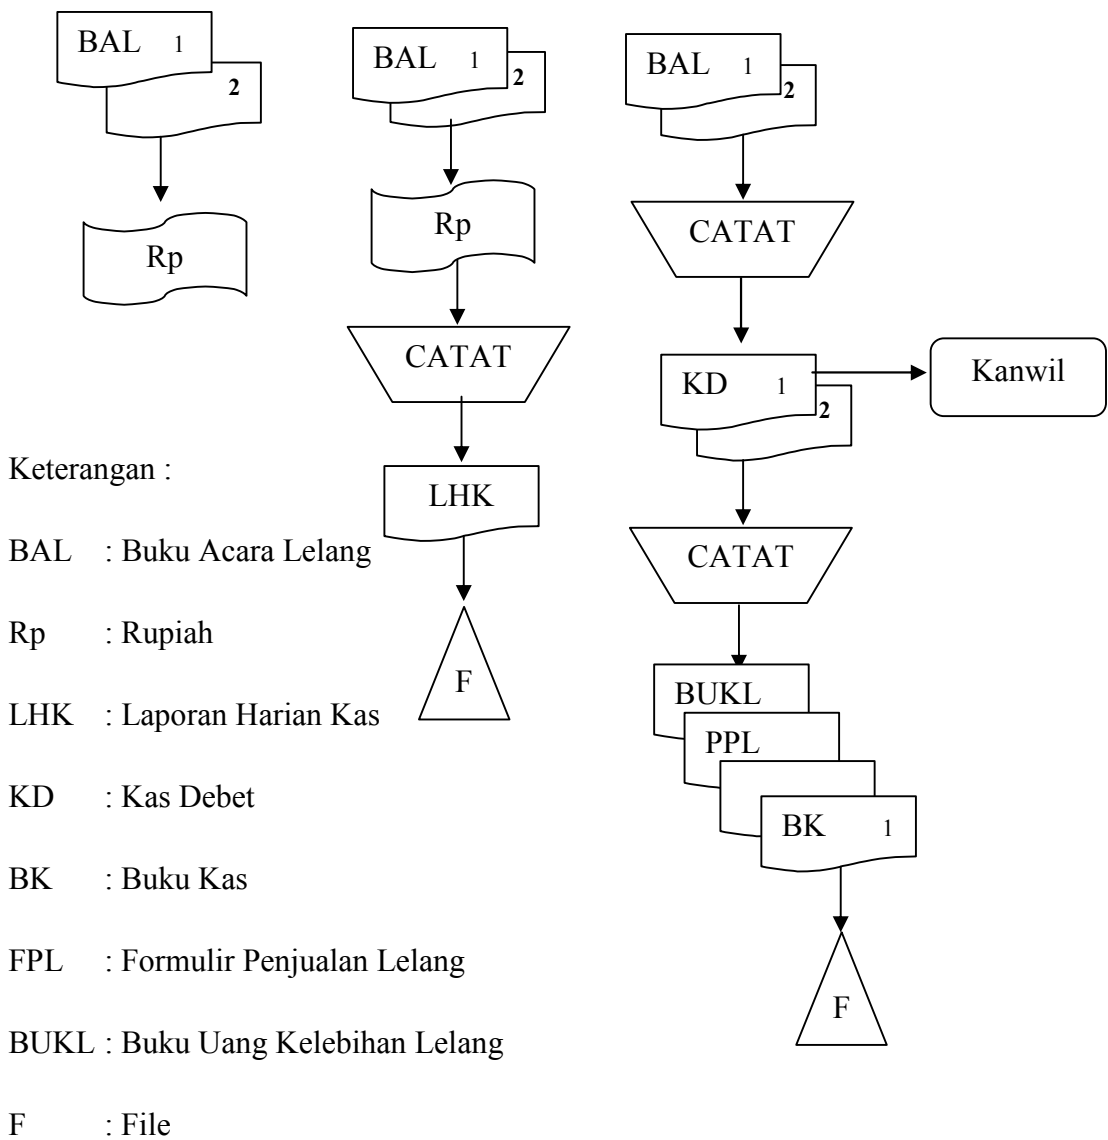 BAL 1
2
Rp
BAL 1
2
Rp
CATAT
LHK
F
BAL 1
2
CATAT
KD 1
2
Kanwil
CATAT
BUKL
PPL
BK 1
F
Keterangan :
BAL : Buku Acara Lelang
Rp : Rupiah
LHK : Laporan Harian Kas
KD : Kas Debet
BK : Buku Kas
FPL : Formulir Penjualan Lelang
BUKL : Buku Uang Kelebihan Lelang
F : File